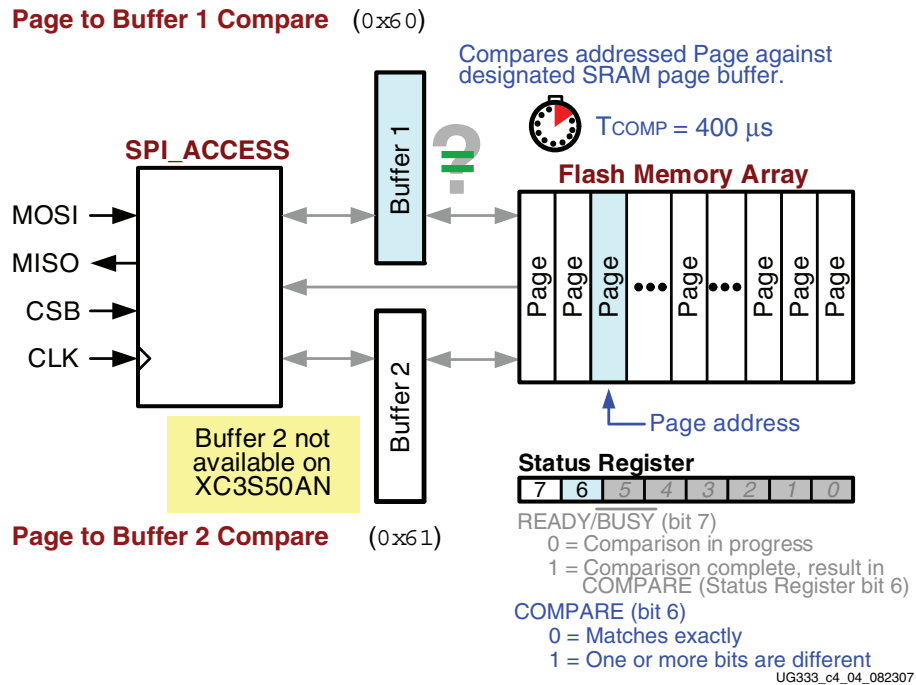 Page to Buffer 1 Compare (0x60)
Compares addressed Page against
designated SRAM page buffer.
TCOMP = 400 μs
SPI_ACCESS
Buffer 1
?
=
Flash Memory Array
MOSI
MISO
CSB
CLK
Page Page Page ••• Page ••• Page Page Page
Buffer 2
Page address
Buffer 2 not
available on
XC3S50AN
Status Register
7 6 5 4 3 2 1 0
Page to Buffer 2 Compare (0x61)
READY/B̅U̅S̅Y̅ (bit 7)
0 = Comparison in progress
1 = Comparison complete, result in
COMPARE (Status Register bit 6)
COMPARE (bit 6)
0 = Matches exactly
1 = One or more bits are different
UG333_c4_04_082307